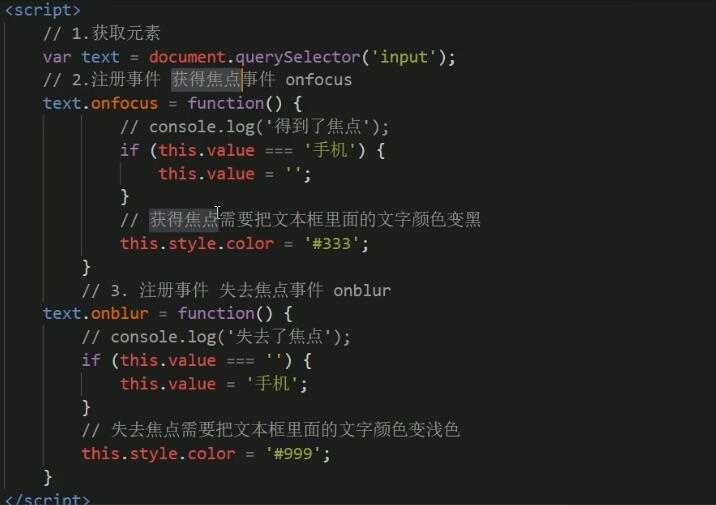 <script>
// 1.获取元素
var text = document.querySelector('input');
// 2.注册事件 获得焦点事件 onfocus
text.onfocus = function() {
// console.log('得到了焦点');
if (this.value === '手机') {
this.value = '';
}
// 获得焦点需要把文本框里面的文字颜色变黑
this.style.color = '#333';
}
// 3. 注册事件 失去焦点事件 onblur
text.onblur = function() {
// console.log('失去了焦点');
if (this.value === '') {
this.value = '手机';
}
// 失去焦点需要把文本框里面的文字颜色变浅色
this.style.color = '#999';
}
</script>